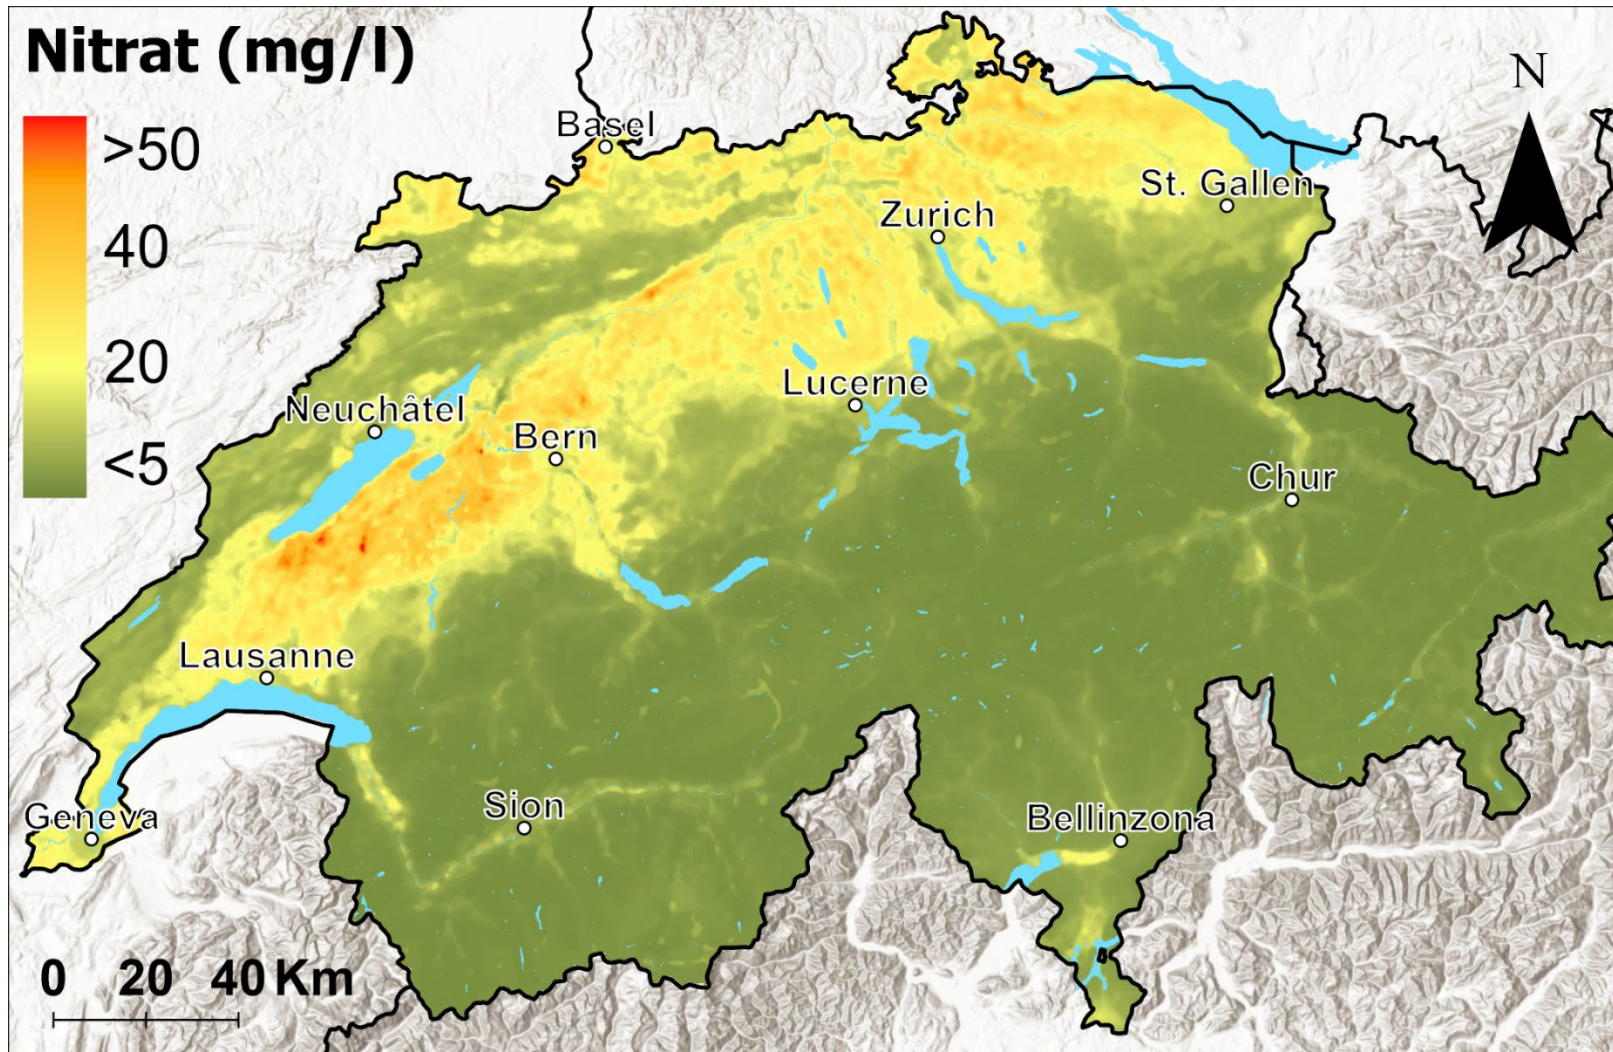 Nitrat (mg/l)
>50
40
20
<5
N
Basel
St. Gallen
Zurich
Lucerne
Neuchâtel
Bern
Chur
Lausanne
Geneva
Sion
Bellinzona
0 20 40 Km